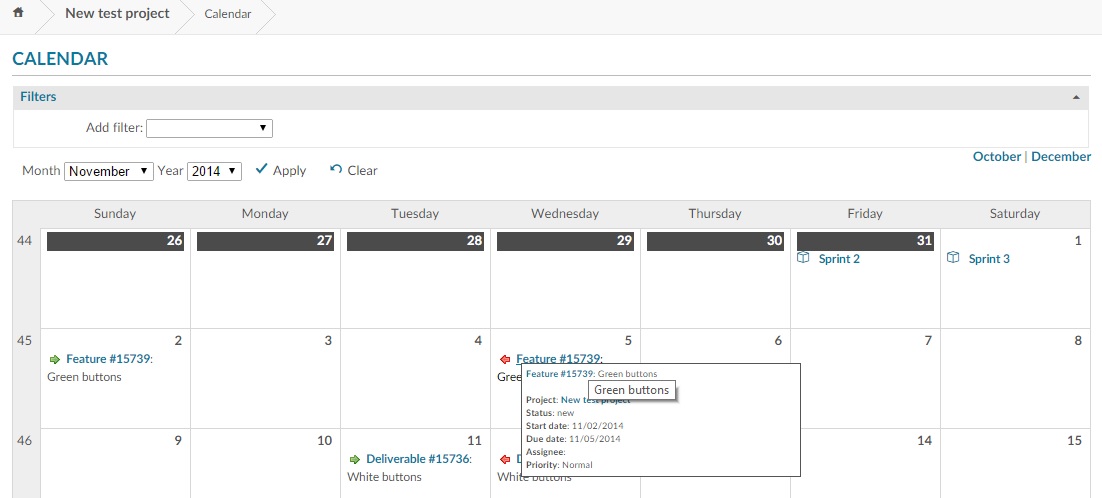 New test project
Calendar
CALENDAR
Filters
Add filter:
October | December
Month November Year 2014 Apply Clear
Sunday Monday Tuesday Wednesday Thursday Friday Saturday
44 26 27 28 29 30 31 1
Sprint 2 Sprint 3
45 2 3 4 5 6 7 8
Feature #15739: Feature #15739:
Green buttons
Feature #15739: Green buttons
Green buttons
Project: New test project
Status: new
Start date: 11/02/2014
Due date: 11/05/2014
Assignee:
Priority: Normal
46 9 10 11 14 15
Deliverable #15736:
White buttons White buttons